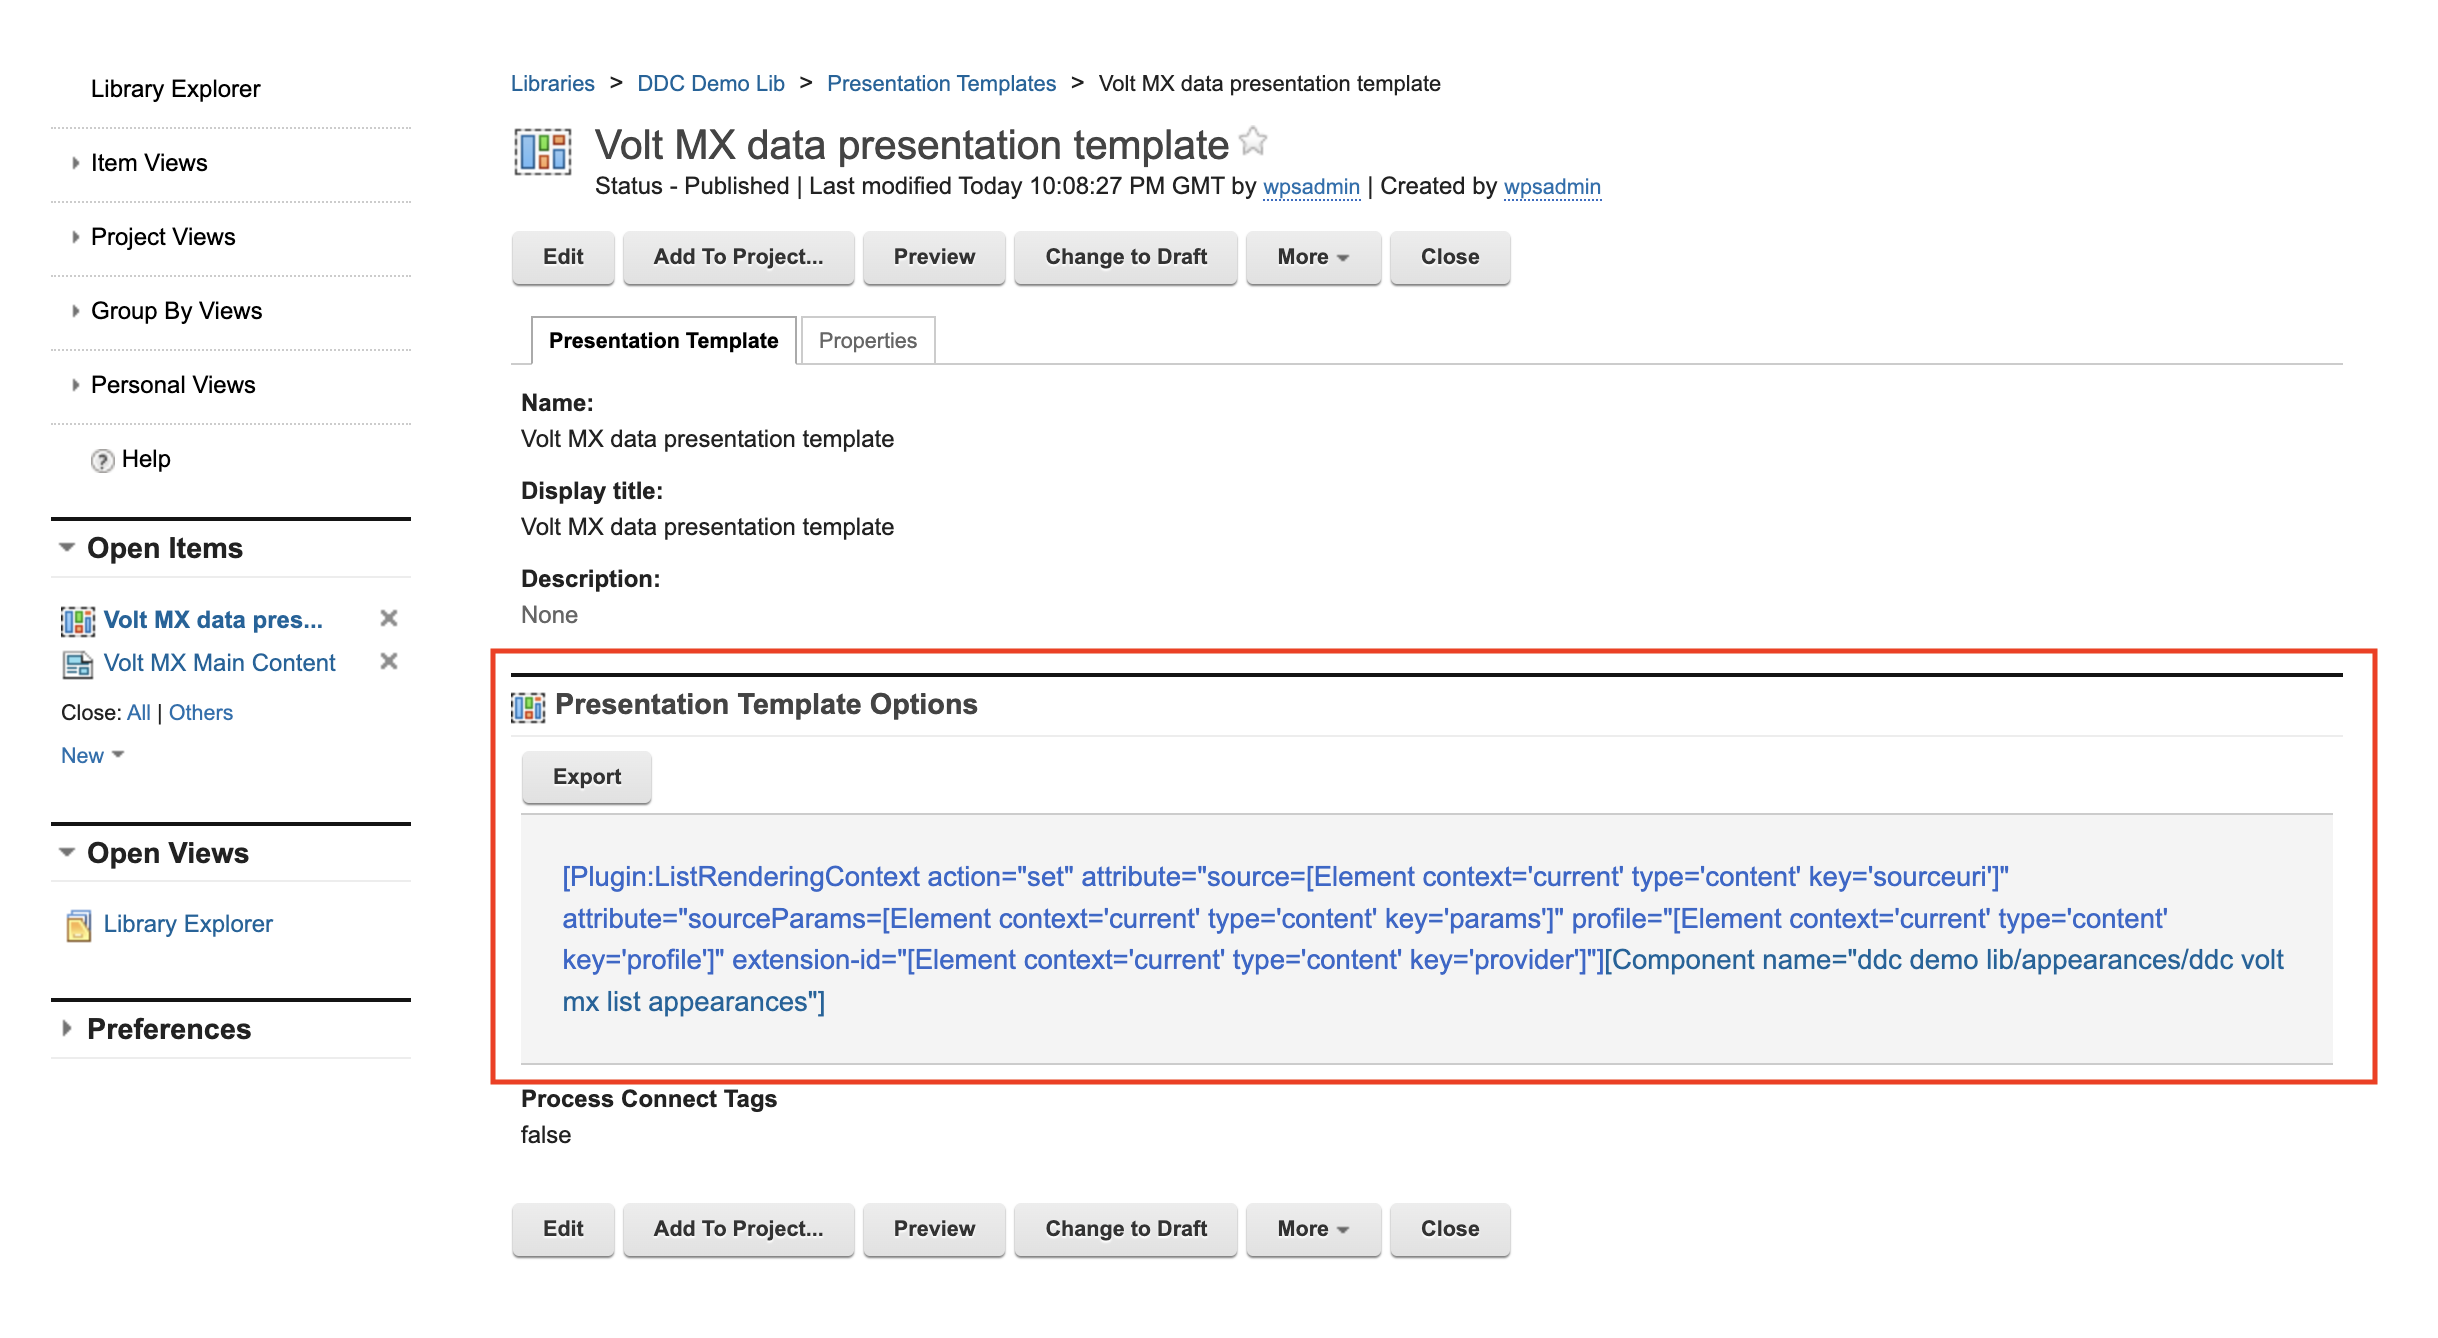 Library Explorer
Item Views
Project Views
Group By Views
Personal Views
? Help
Open Items
Volt MX data pres...
Volt MX Main Content
Close: All | Others
New
Open Views
Library Explorer
Preferences
Libraries > DDC Demo Lib > Presentation Templates > Volt MX data presentation template
Volt MX data presentation template
Status - Published | Last modified Today 10:08:27 PM GMT by wpsadmin | Created by wpsadmin
Edit Add To Project... Preview Change to Draft More Close
Presentation Template Properties
Name:
Volt MX data presentation template
Display title:
Volt MX data presentation template
Description:
None
Presentation Template Options
Export
[Plugin:ListRenderingContext action="set" attribute="source=[Element context='current' type='content' key='sourceuri']"
attribute="sourceParams=[Element context='current' type='content' key='params']" profile="[Element context='current' type='content'
key='profile']" extension-id="[Element context='current' type='content' key='provider']"][Component name="ddc demo lib/appearances/ddc volt
mx list appearances"]
Process Connect Tags
false
Edit Add To Project... Preview Change to Draft More Close